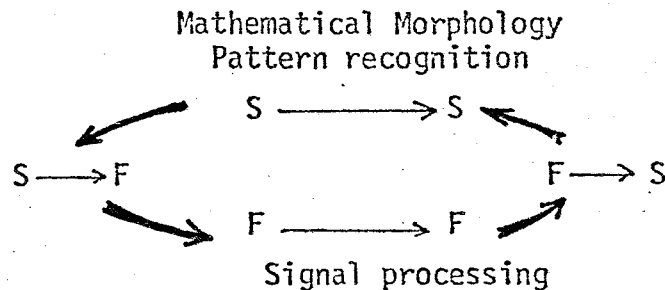 Mathematical Morphology
Pattern recognition
S → S
S → F F → S
F → F
Signal processing